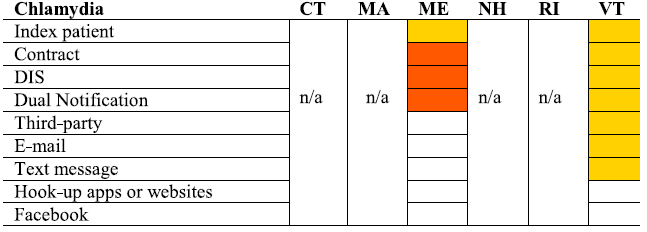 Chlamydia CT MA ME NH RI VT
Index patient
Contract
DIS
Dual Notification n/a n/a n/a n/a
Third-party
E-mail
Text message
Hook-up apps or websites
Facebook